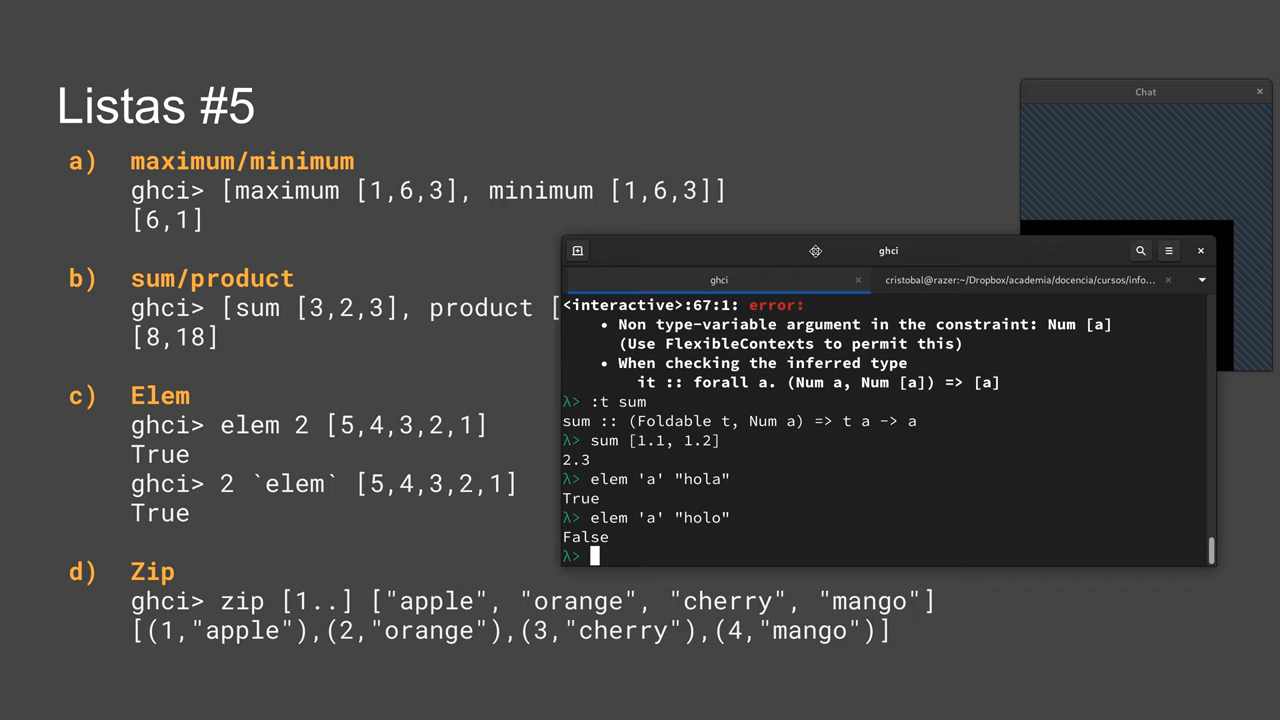 Listas #5
a) maximum/minimum
ghci> [maximum [1,6,3], minimum [1,6,3]]
[6,1]
b) sum/product
ghci> [sum [3,2,3], product [
[8,18]
c) Elem
ghci> elem 2 [5,4,3,2,1]
True
ghci> 2 `elem` [5,4,3,2,1]
True
d) Zip
ghci> zip [1..] ["apple", "orange", "cherry", "mango"]
[(1,"apple"),(2,"orange"),(3,"cherry"),(4,"mango")]
Chat
ghci
ghci
cristobal@razer:~/Dropbox/academia/docencia/cursos/info...
<interactive>:67:1: error:
• Non type-variable argument in the constraint: Num [a]
(Use FlexibleContexts to permit this)
• When checking the inferred type
it :: forall a. (Num a, Num [a]) => [a]
λ> :t sum
sum :: (Foldable t, Num a) => t a -> a
λ> sum [1.1, 1.2]
2.3
λ> elem 'a' "hola"
True
λ> elem 'a' "holo"
False
λ>